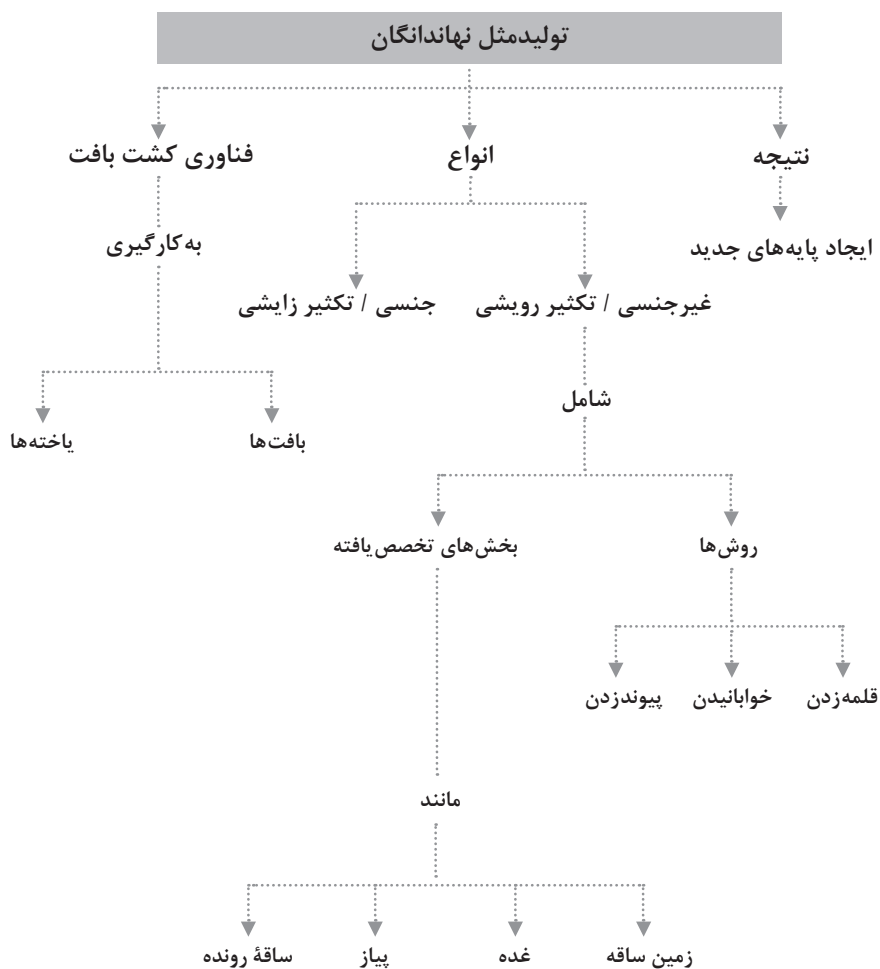 تولیدمثل نهاندانگان
نتیجه
انواع
فناوری کشت بافت
ایجاد پایه‌های جدید
به‌کارگیری
غیرجنسی / تکثیر رویشی
جنسی / تکثیر زایشی
شامل
بافت‌ها
یاخته‌ها
روش‌ها
بخش‌های تخصص‌یافته
قلمه‌زدن
خوابانیدن
پیوندزدن
مانند
زمین ساقه
غده
پیاز
ساقهٔ رونده